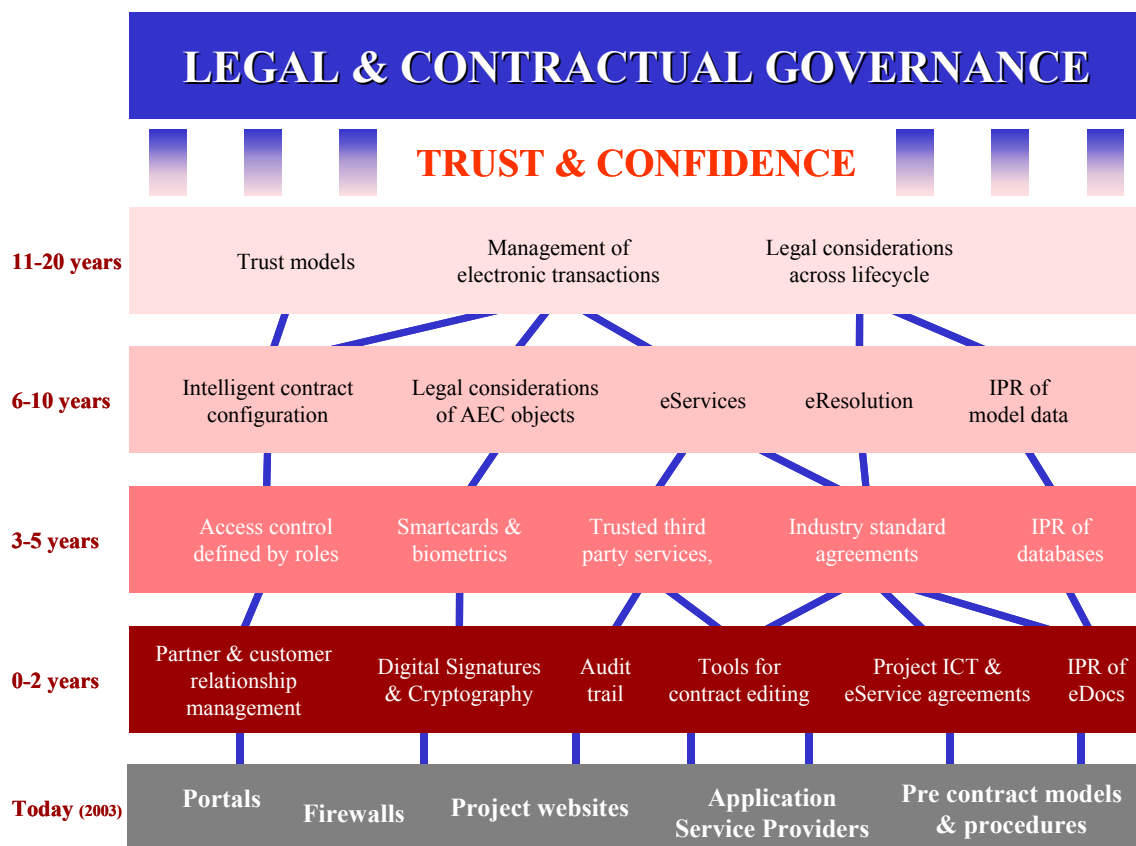 LEGAL & CONTRACTUAL GOVERNANCE
TRUST & CONFIDENCE
11-20 years
Trust models
Management of
electronic transactions
Legal considerations
across lifecycle
6-10 years
Intelligent contract
configuration
Legal considerations
of AEC objects
eServices
eResolution
IPR of
model data
3-5 years
Access control
defined by roles
Smartcards &
biometrics
Trusted third
party services,
Industry standard
agreements
IPR of
databases
0-2 years
Partner & customer
relationship
management
Digital Signatures
& Cryptography
Audit
trail
Tools for
contract editing
Project ICT &
eService agreements
IPR of
eDocs
Today (2003)
Portals
Firewalls
Project websites
Application
Service Providers
Pre contract models
& procedures